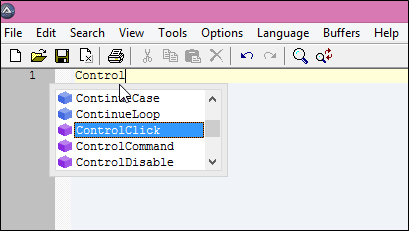 File Edit Search View Tools Options Language Buffers Help
1 Control
ContinueCase
ContinueLoop
ControlClick
ControlCommand
ControlDisable